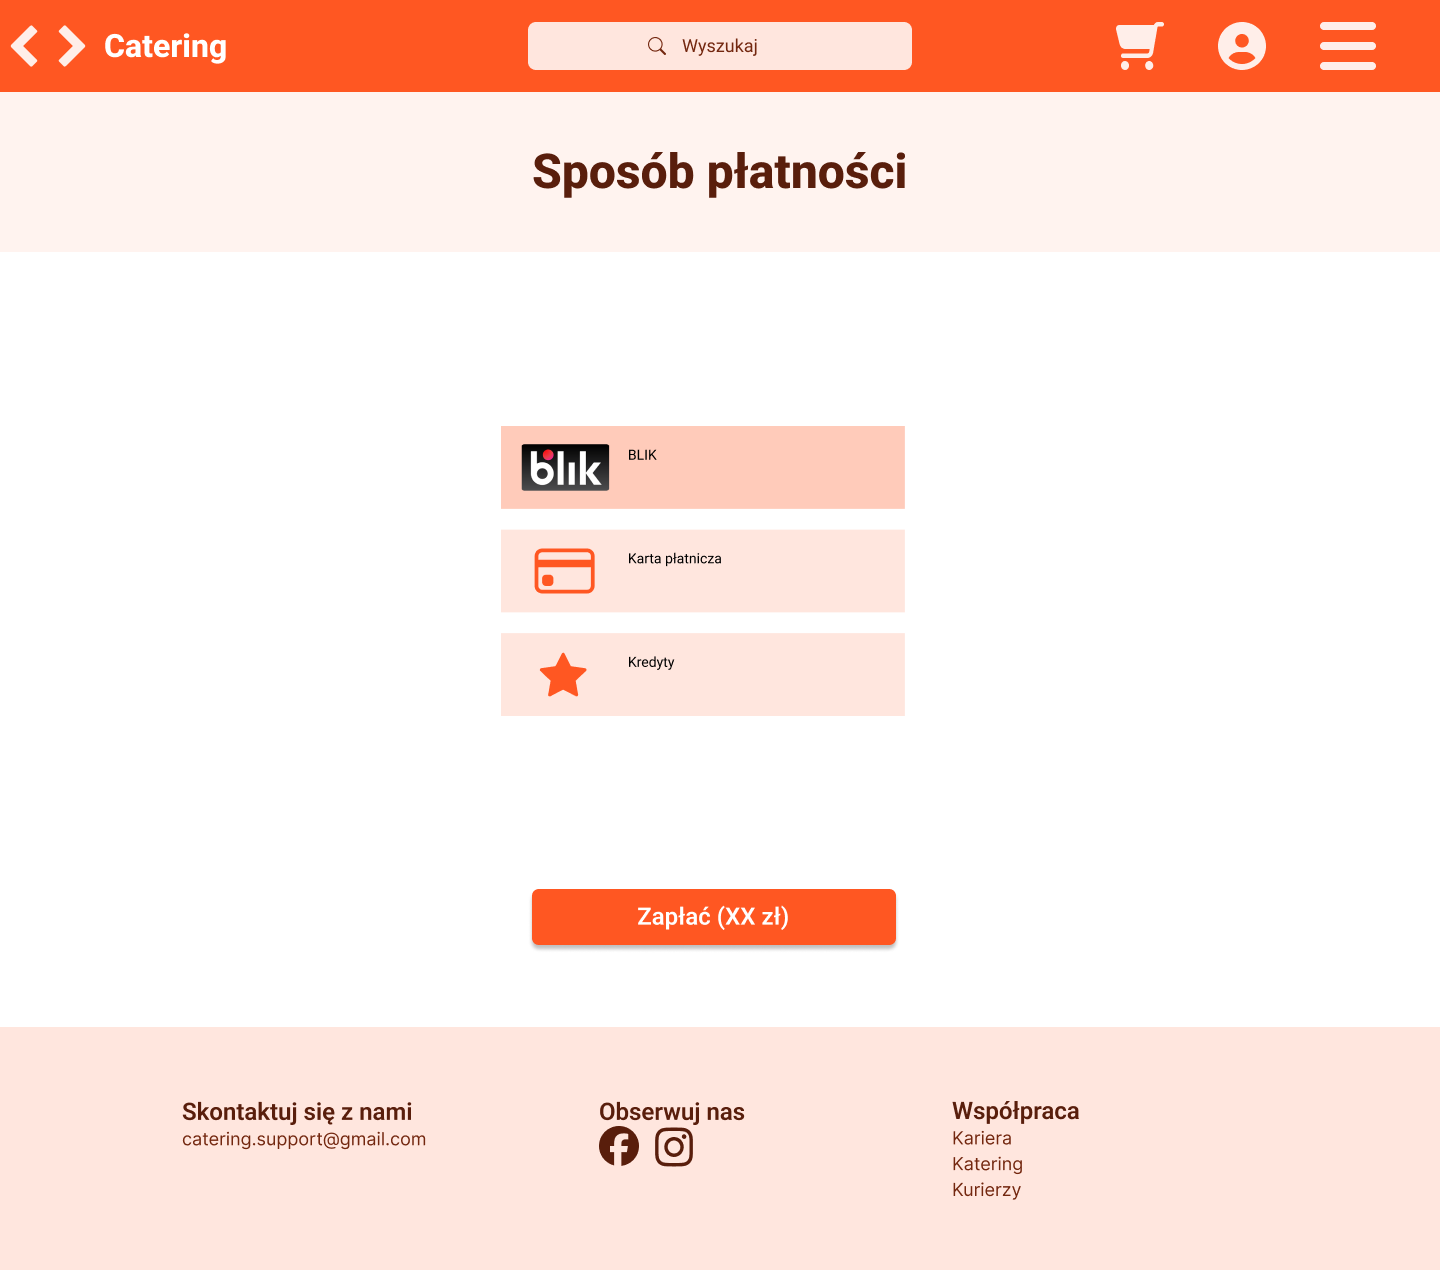 Catering
Wyszukaj
Sposób płatności
blik
BLIK
Karta płatnicza
Kredyty
Zapłać (XX zł)
Skontaktuj się z nami
catering.support@gmail.com
Obserwuj nas
Współpraca
Kariera
Katering
Kurierzy